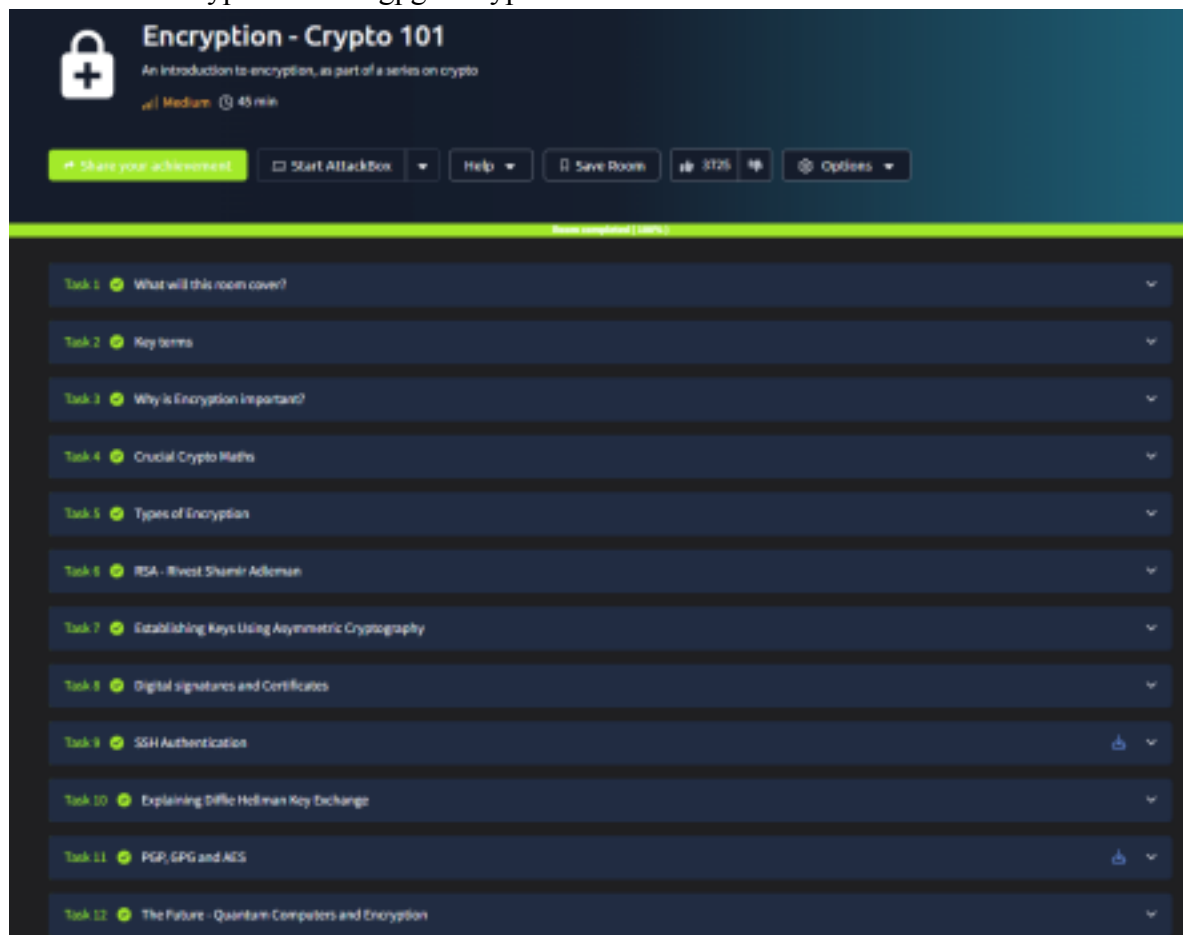 Encryption - Crypto 101
An introduction to encryption, as part of a series on crypto
Medium 45 min
Share your achievement Start AttackBox Help Save Room 3725 Options
Room completed ( 100% )
Task 1 What will this room cover?
Task 2 Key terms
Task 3 Why is Encryption important?
Task 4 Crucial Crypto Maths
Task 5 Types of Encryption
Task 6 RSA - Rivest Shamir Adleman
Task 7 Establishing Keys Using Asymmetric Cryptography
Task 8 Digital signatures and Certificates
Task 9 SSH Authentication
Task 10 Explaining Diffie Hellman Key Exchange
Task 11 PGP, GPG and AES
Task 12 The Future - Quantum Computers and Encryption